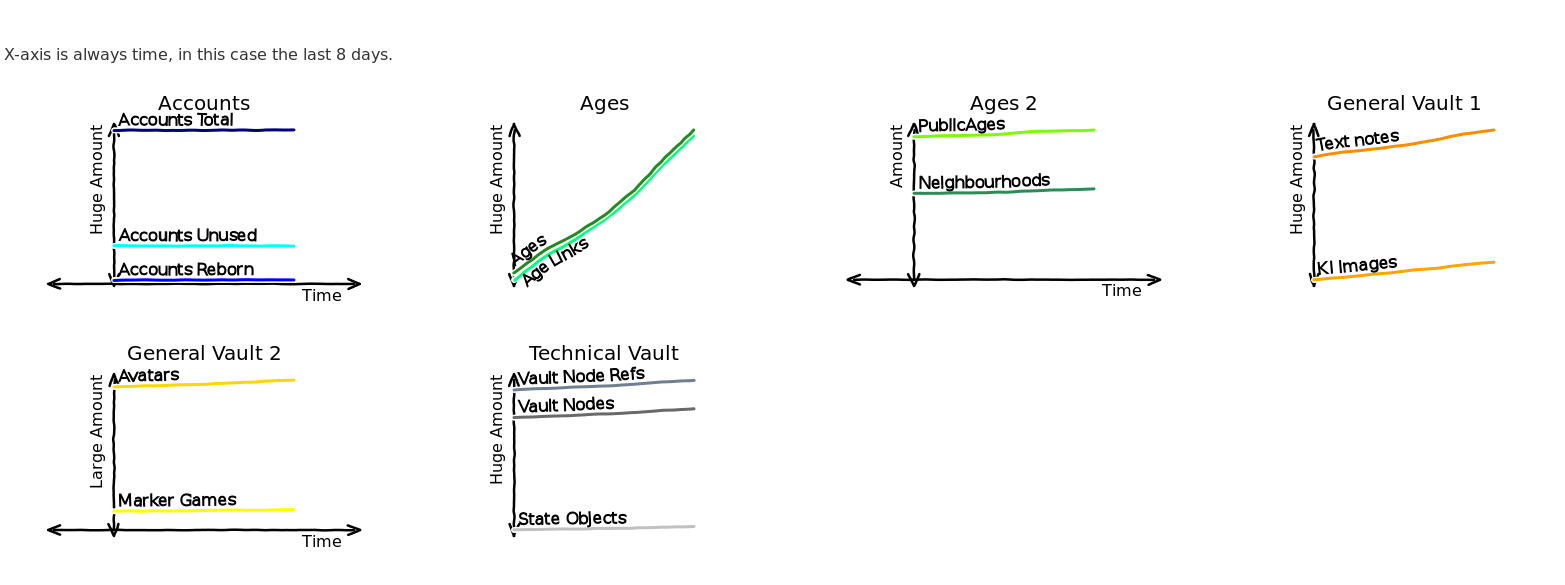 X-axis is always time, in this case the last 8 days.
Accounts
Huge Amount
Accounts Total
Accounts Unused
Accounts Reborn
Time
Ages
Huge Amount
Ages
Age Links
Ages 2
Amount
PublicAges
Neighbourhoods
Time
General Vault 1
Huge Amount
Text notes
KI Images
General Vault 2
Large Amount
Avatars
Marker Games
Time
Technical Vault
Huge Amount
Vault Node Refs
Vault Nodes
State Objects